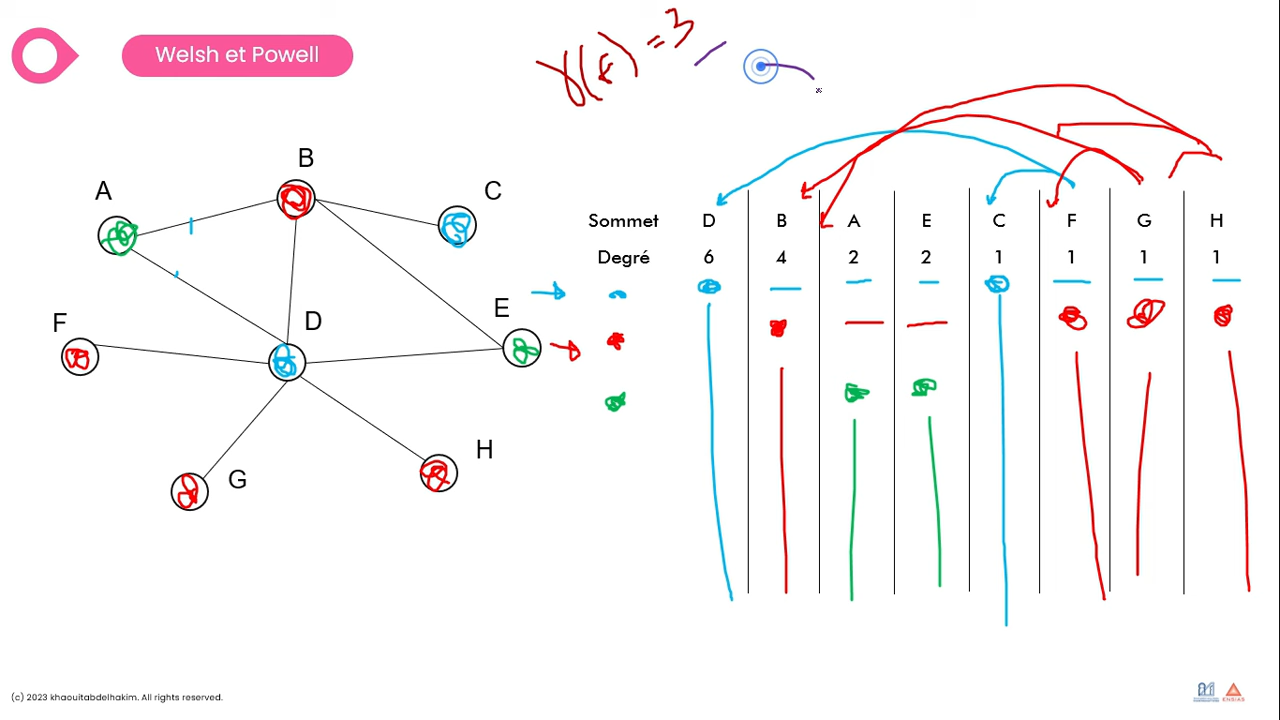 Welsh et Powell
γ(G) = 3
B
A
C
F
D
E
H
G
Sommet D B A E C F G H
Degré 6 4 2 2 1 1 1 1
(c) 2023 khaouitabdelhakim. All rights reserved.
ENSIAS